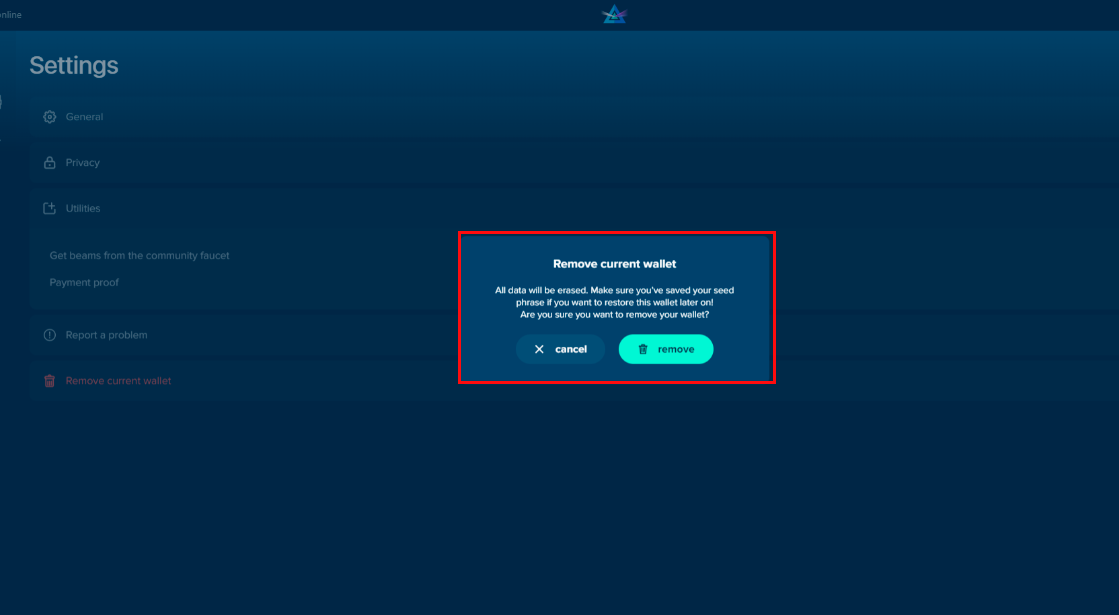 online
Settings
General
Privacy
Utilities
Get beams from the community faucet
Payment proof
Report a problem
Remove current wallet
Remove current wallet
All data will be erased. Make sure you've saved your seed
phrase if you want to restore this wallet later on!
Are you sure you want to remove your wallet?
cancel
remove